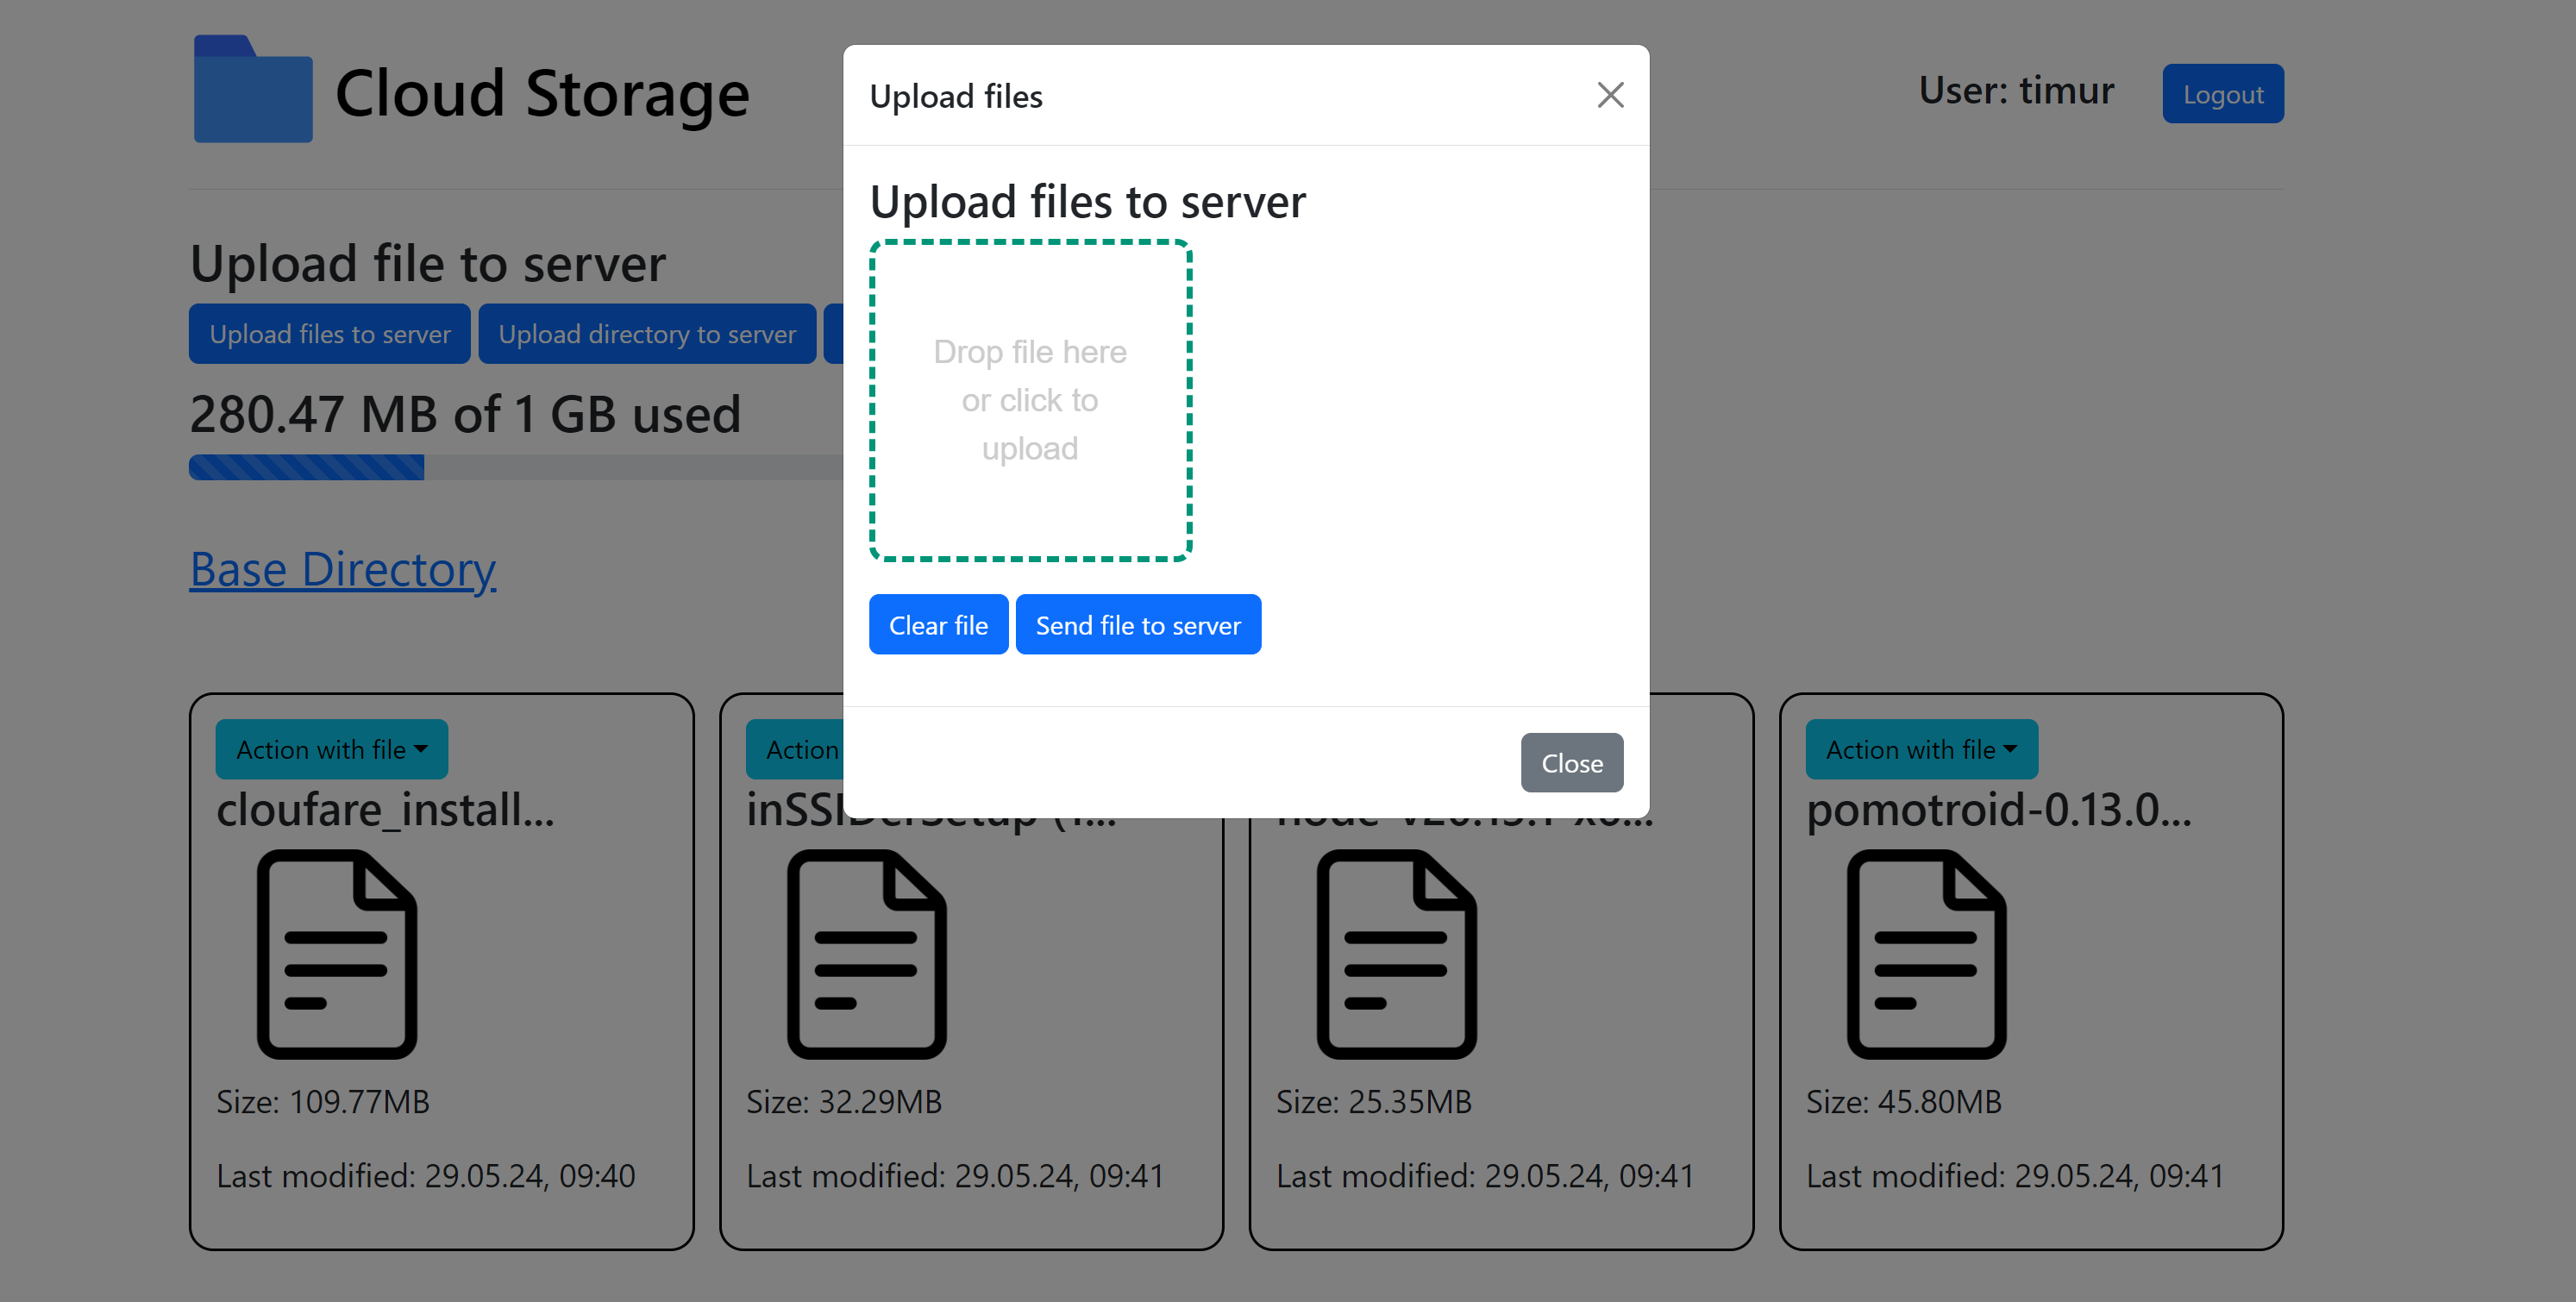 Cloud Storage
User: timur
Logout
Upload file to server
Upload files to server
Upload directory to server
280.47 MB of 1 GB used
Base Directory
Upload files
Upload files to server
Drop file here
or click to
upload
Clear file
Send file to server
Close
Action with file
cloufare_install...
Size: 109.77MB
Last modified: 29.05.24, 09:40
Action
Size: 32.29MB
Last modified: 29.05.24, 09:41
Size: 25.35MB
Last modified: 29.05.24, 09:41
Action with file
pomotroid-0.13.0...
Size: 45.80MB
Last modified: 29.05.24, 09:41